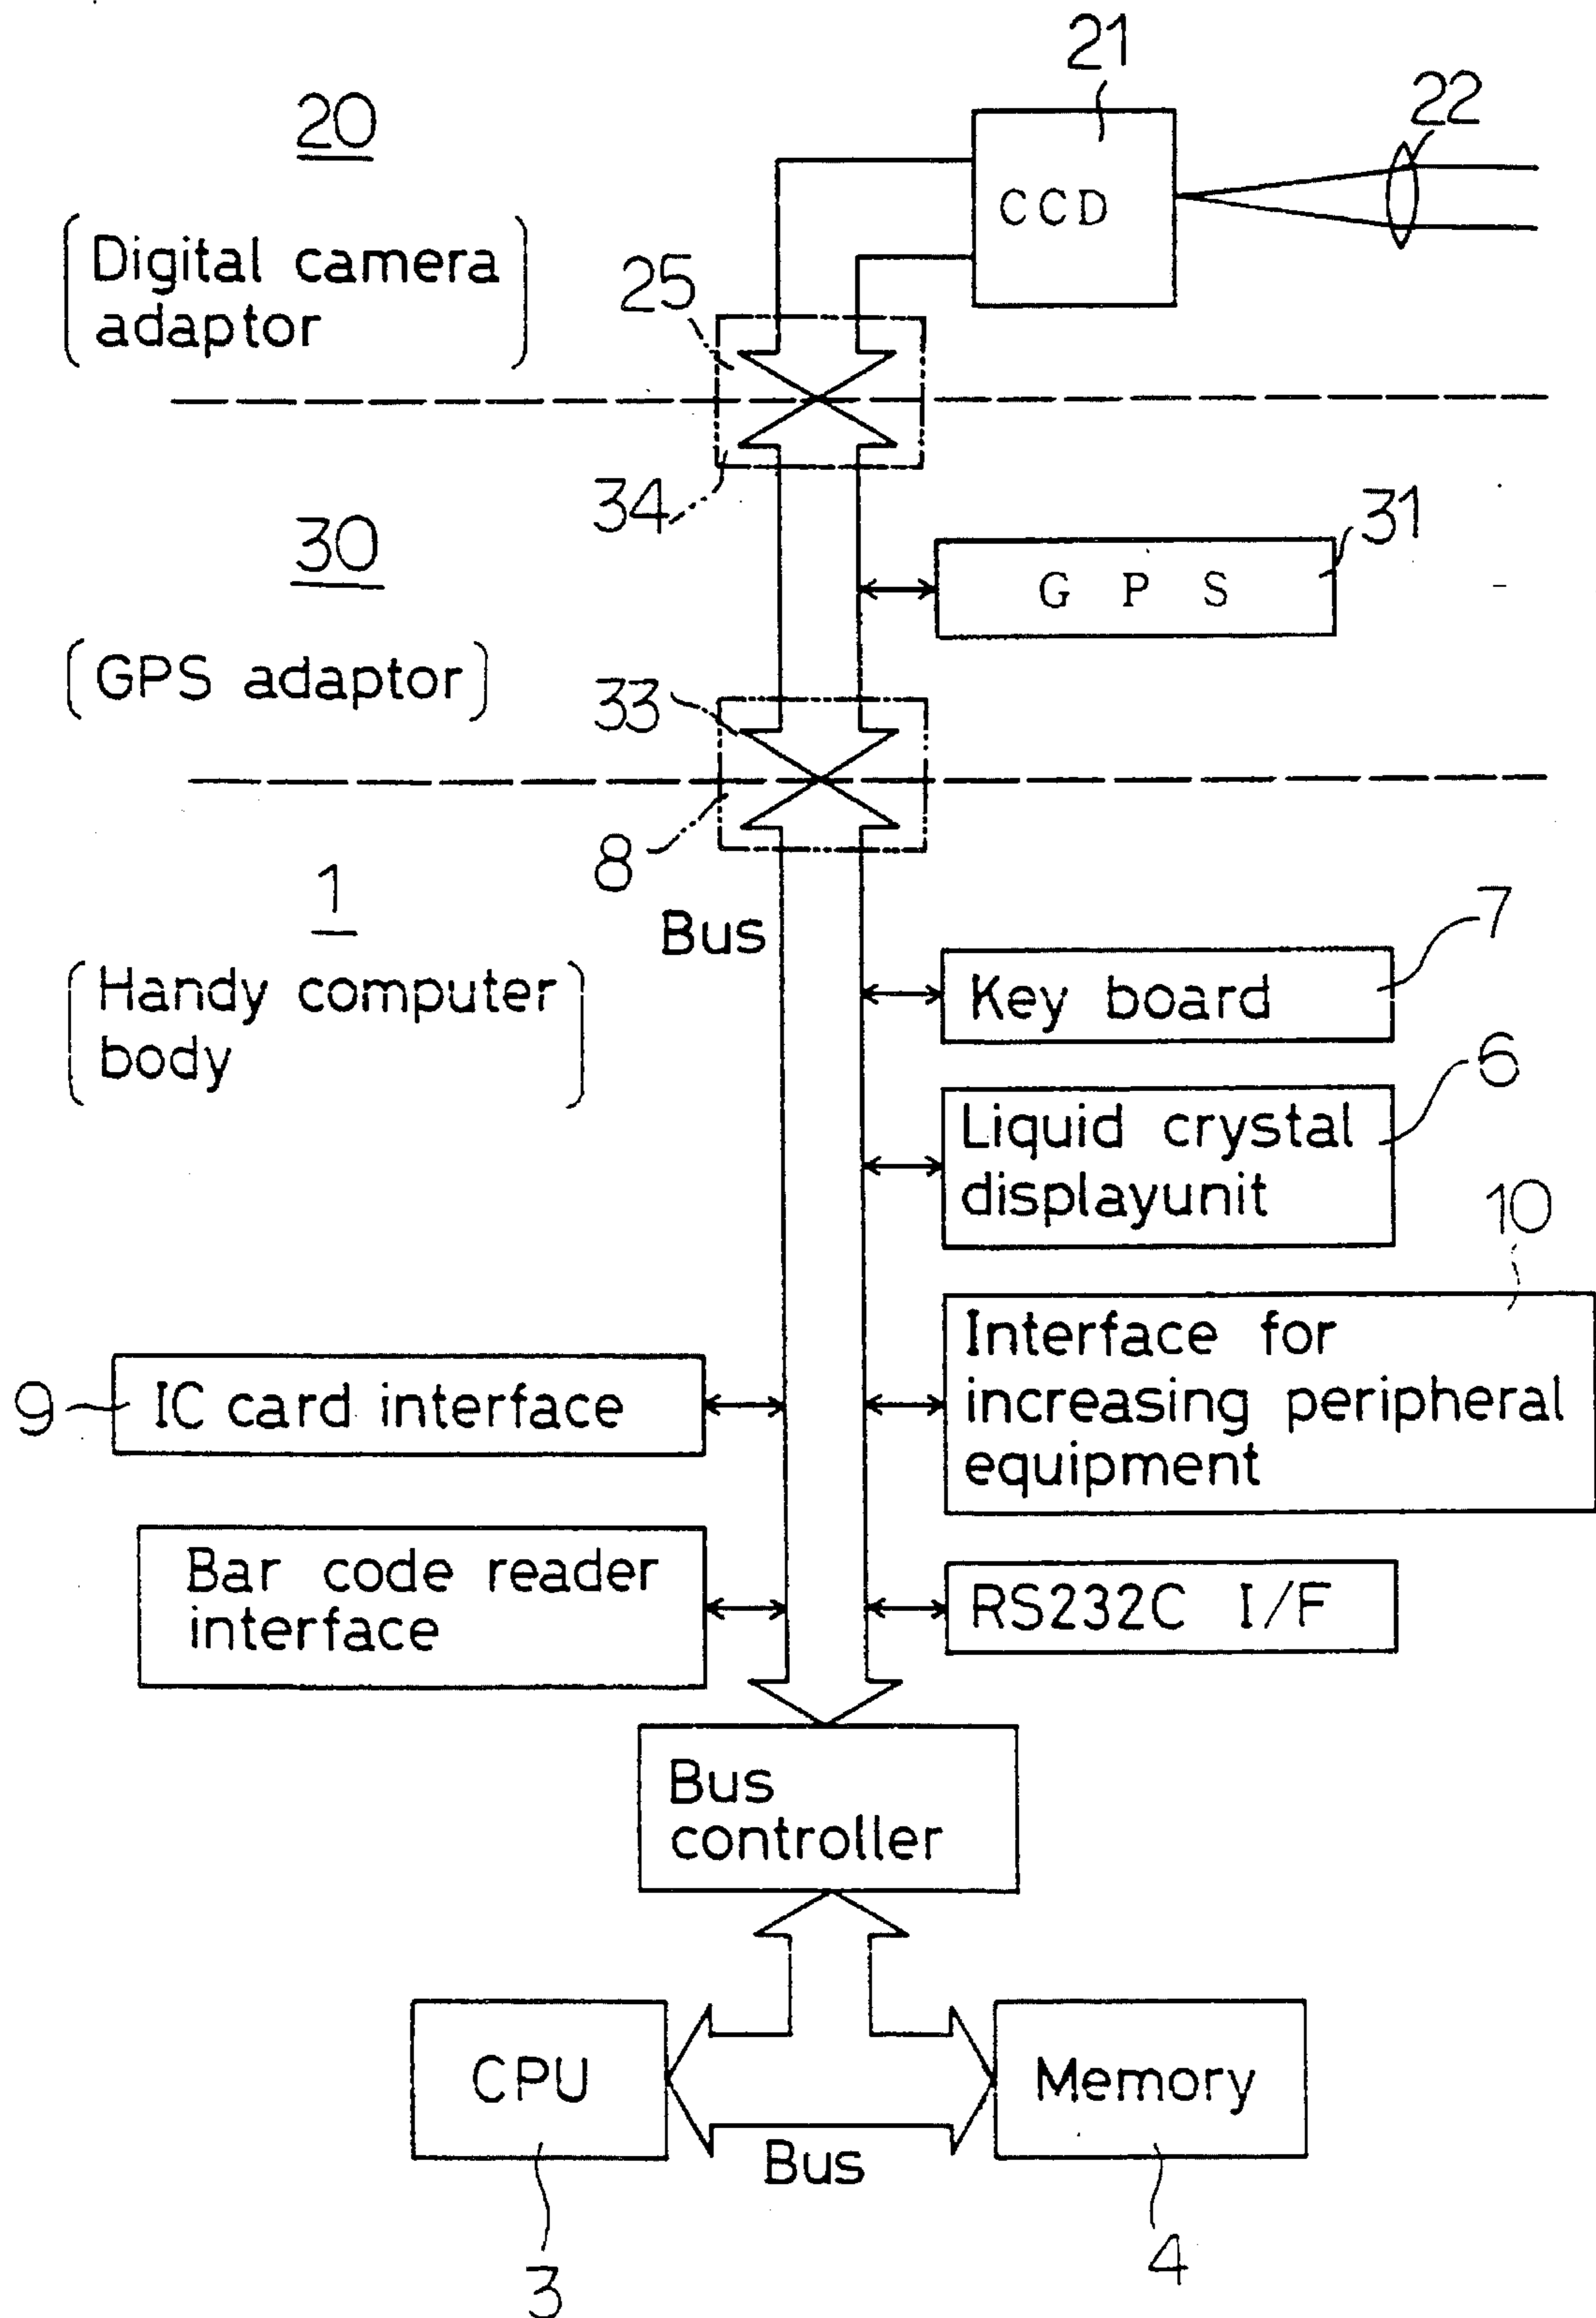 21
22
20
CCD
Digital camera
adaptor
25
34
31
30
G P S
GPS adaptor
33
8
1
Bus
7
Handy computer
body
Key board
6
Liquid crystal
displayunit
10
Interface for
increasing peripheral
equipment
9
IC card interface
Bar code reader
interface
RS232C I/F
Bus
controller
CPU
Memory
Bus
3
4